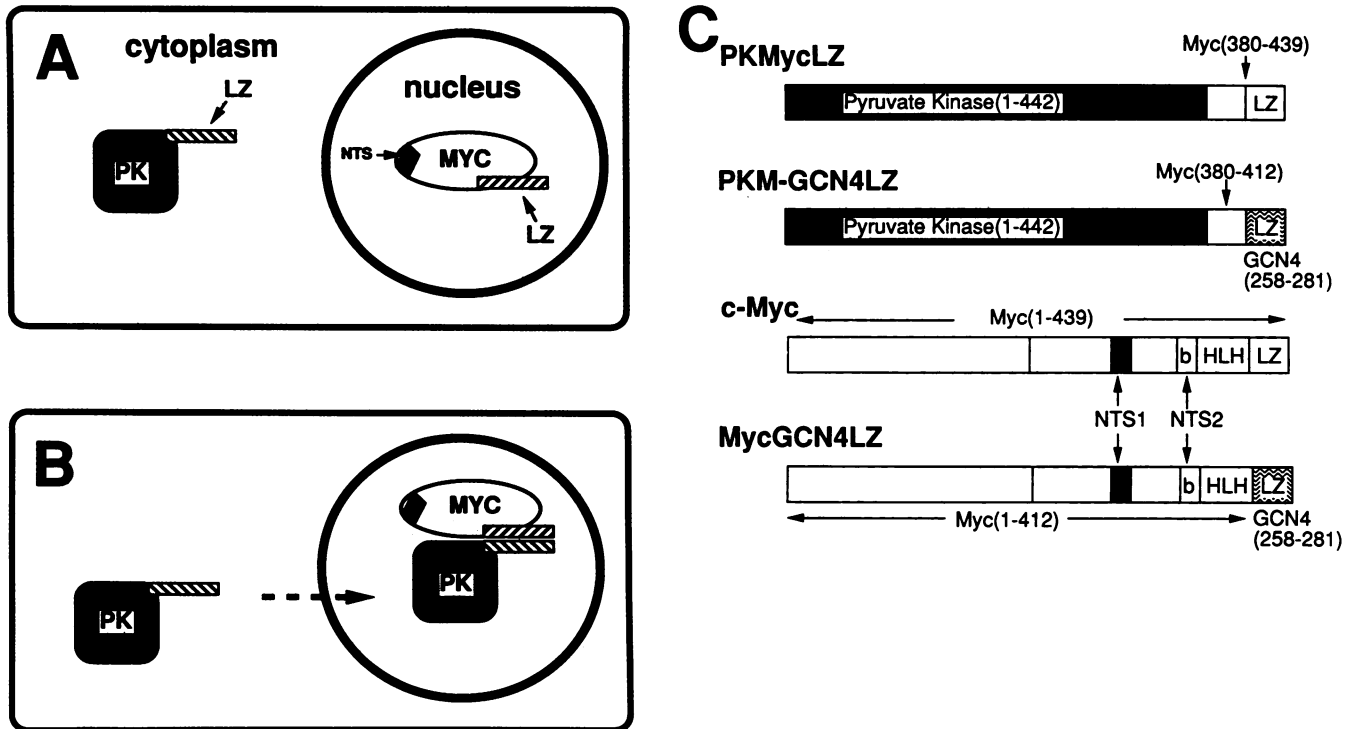 A
cytoplasm
LZ
PK
nucleus
NTS
MYC
LZ
B
PK
MYC
PK
C
PKMycLZ
Myc(380-439)
Pyruvate Kinase(1-442)
LZ
PKM-GCN4LZ
Myc(380-412)
Pyruvate Kinase(1-442)
LZ
GCN4
(258-281)
c-Myc
Myc(1-439)
b HLH LZ
NTS1 NTS2
MycGCN4LZ
b HLH LZ
Myc(1-412)
GCN4
(258-281)